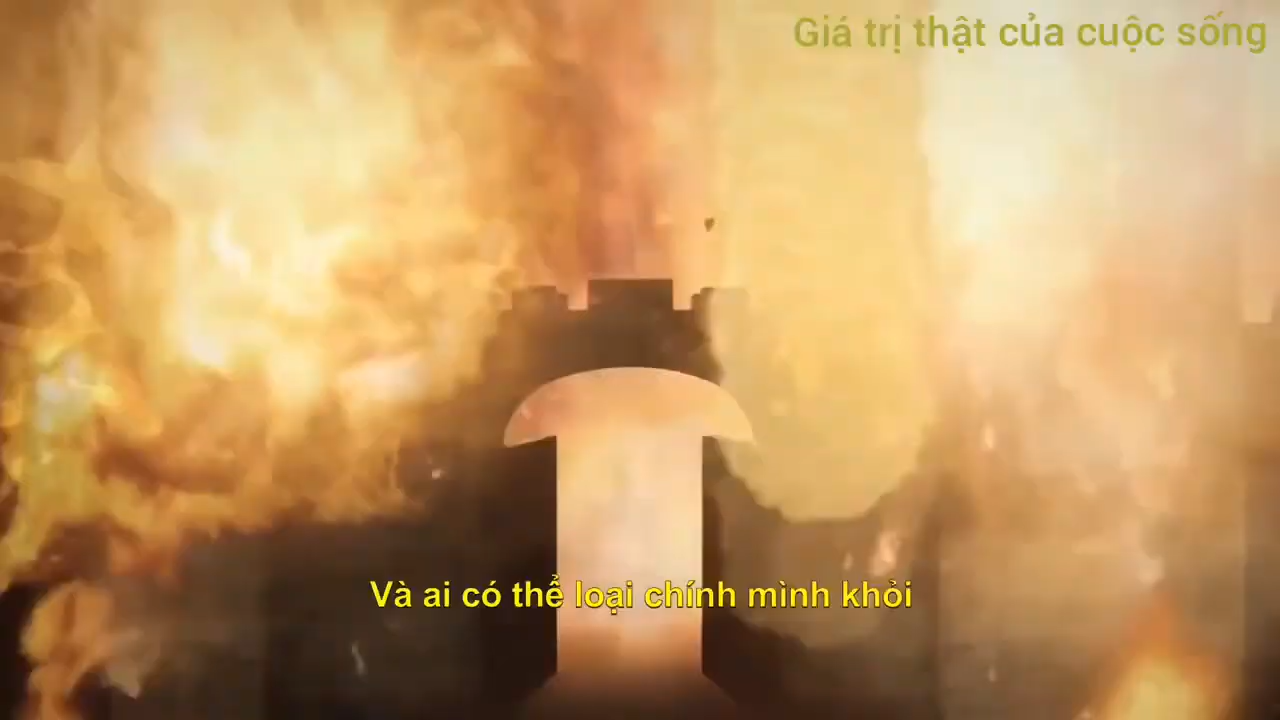 Giá trị thật của cuộc sống
Và ai có thể loại chính mình khỏi